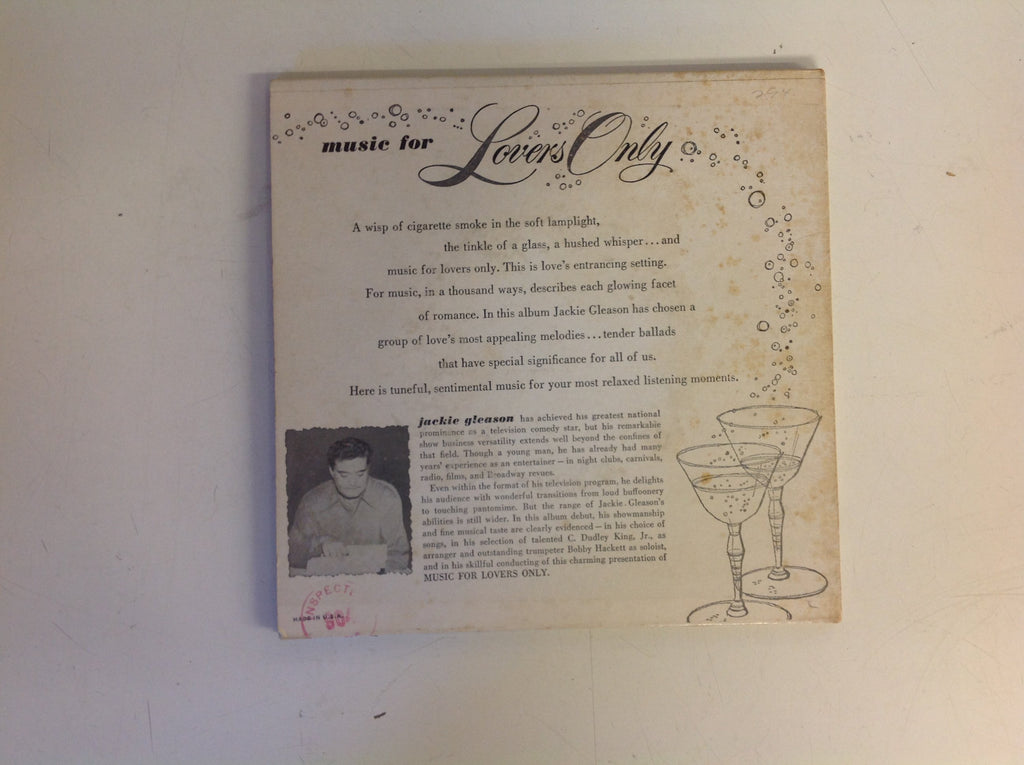 294
music for Lovers Only
A wisp of cigarette smoke in the soft lamplight,
the tinkle of a glass, a hushed whisper...and
music for lovers only. This is love's entrancing setting.
For music, in a thousand ways, describes each glowing facet
of romance. In this album Jackie Gleason has chosen a
group of love's most appealing melodies...tender ballads
that have special significance for all of us.
Here is tuneful, sentimental music for your most relaxed listening moments.
jackie gleason has achieved his greatest national
prominence as a television comedy star, but his remarkable
show business versatility extends well beyond the confines of
that field. Though a young man, he has already had many
years' experience as an entertainer—in night clubs, carnivals,
radio, films, and Broadway revues.
Even within the format of his television program, he delights
his audience with wonderful transitions from loud buffoonery
to touching pantomime. But the range of Jackie Gleason's
abilities is still wider. In this album debut, his showmanship
and fine musical taste are clearly evidenced—in his choice of
songs, in his selection of talented C. Dudley King, Jr., as
arranger and outstanding trumpeter Bobby Hackett as soloist,
and in his skillful conducting of this charming presentation of
MUSIC FOR LOVERS ONLY.
NSPECT
MADE IN U.S.A.